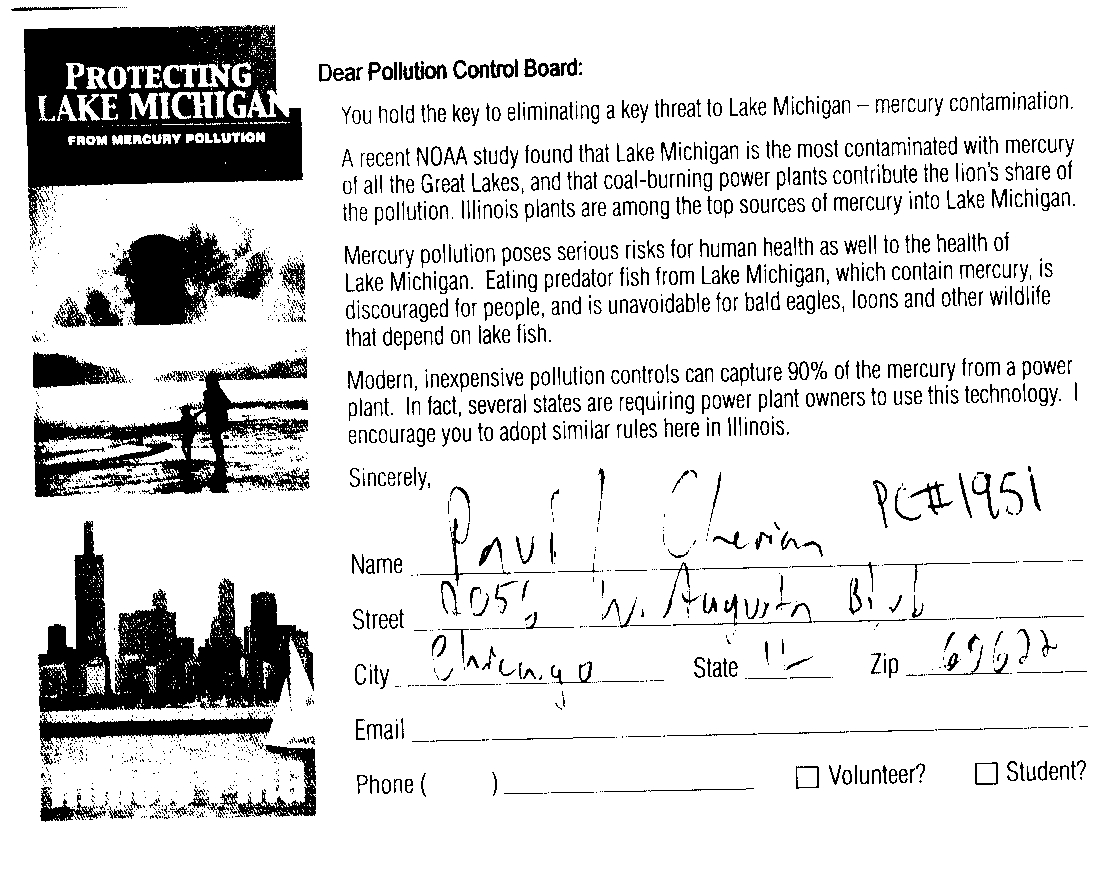 PROTECTING
LAKE MICHIGAN
FROM MERCURY POLLUTION
Dear Pollution Control Board:
You hold the key to eliminating a key threat to Lake Michigan – mercury contamination.
A recent NOAA study found that Lake Michigan is the most contaminated with mercury
of all the Great Lakes, and that coal-burning power plants contribute the lion's share of
the pollution. Illinois plants are among the top sources of mercury into Lake Michigan.
Mercury pollution poses serious risks for human health as well to the health of
Lake Michigan. Eating predator fish from Lake Michigan, which contain mercury, is
discouraged for people, and is unavoidable for bald eagles, loons and other wildlife
that depend on lake fish.
Modern, inexpensive pollution controls can capture 90% of the mercury from a power
plant. In fact, several states are requiring power plant owners to use this technology. I
encourage you to adopt similar rules here in Illinois.
Sincerely,
PC#1951
Name Paul Cherian
Street W. Augusta Blvd
City Chicago State IL Zip
Email
Phone ( )
Volunteer? Student?